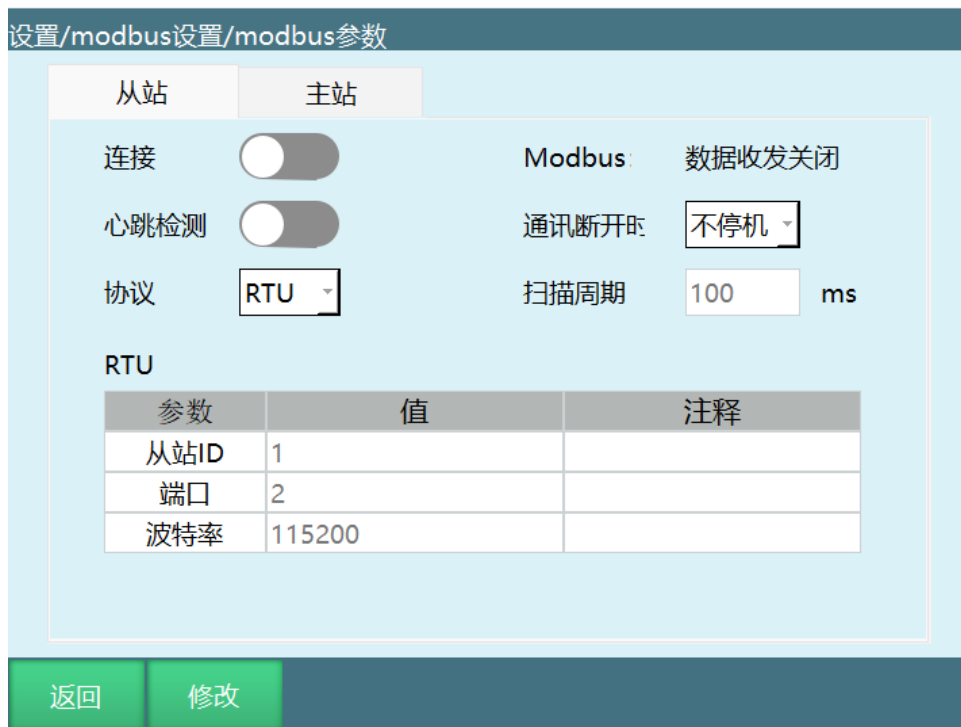 设置/modbus设置/modbus参数
从站 主站
连接 Modbus: 数据收发关闭
心跳检测 通讯断开时 不停机
协议 RTU 扫描周期 100 ms
RTU
参数 值 注释
从站ID 1
端口 2
波特率 115200
返回 修改